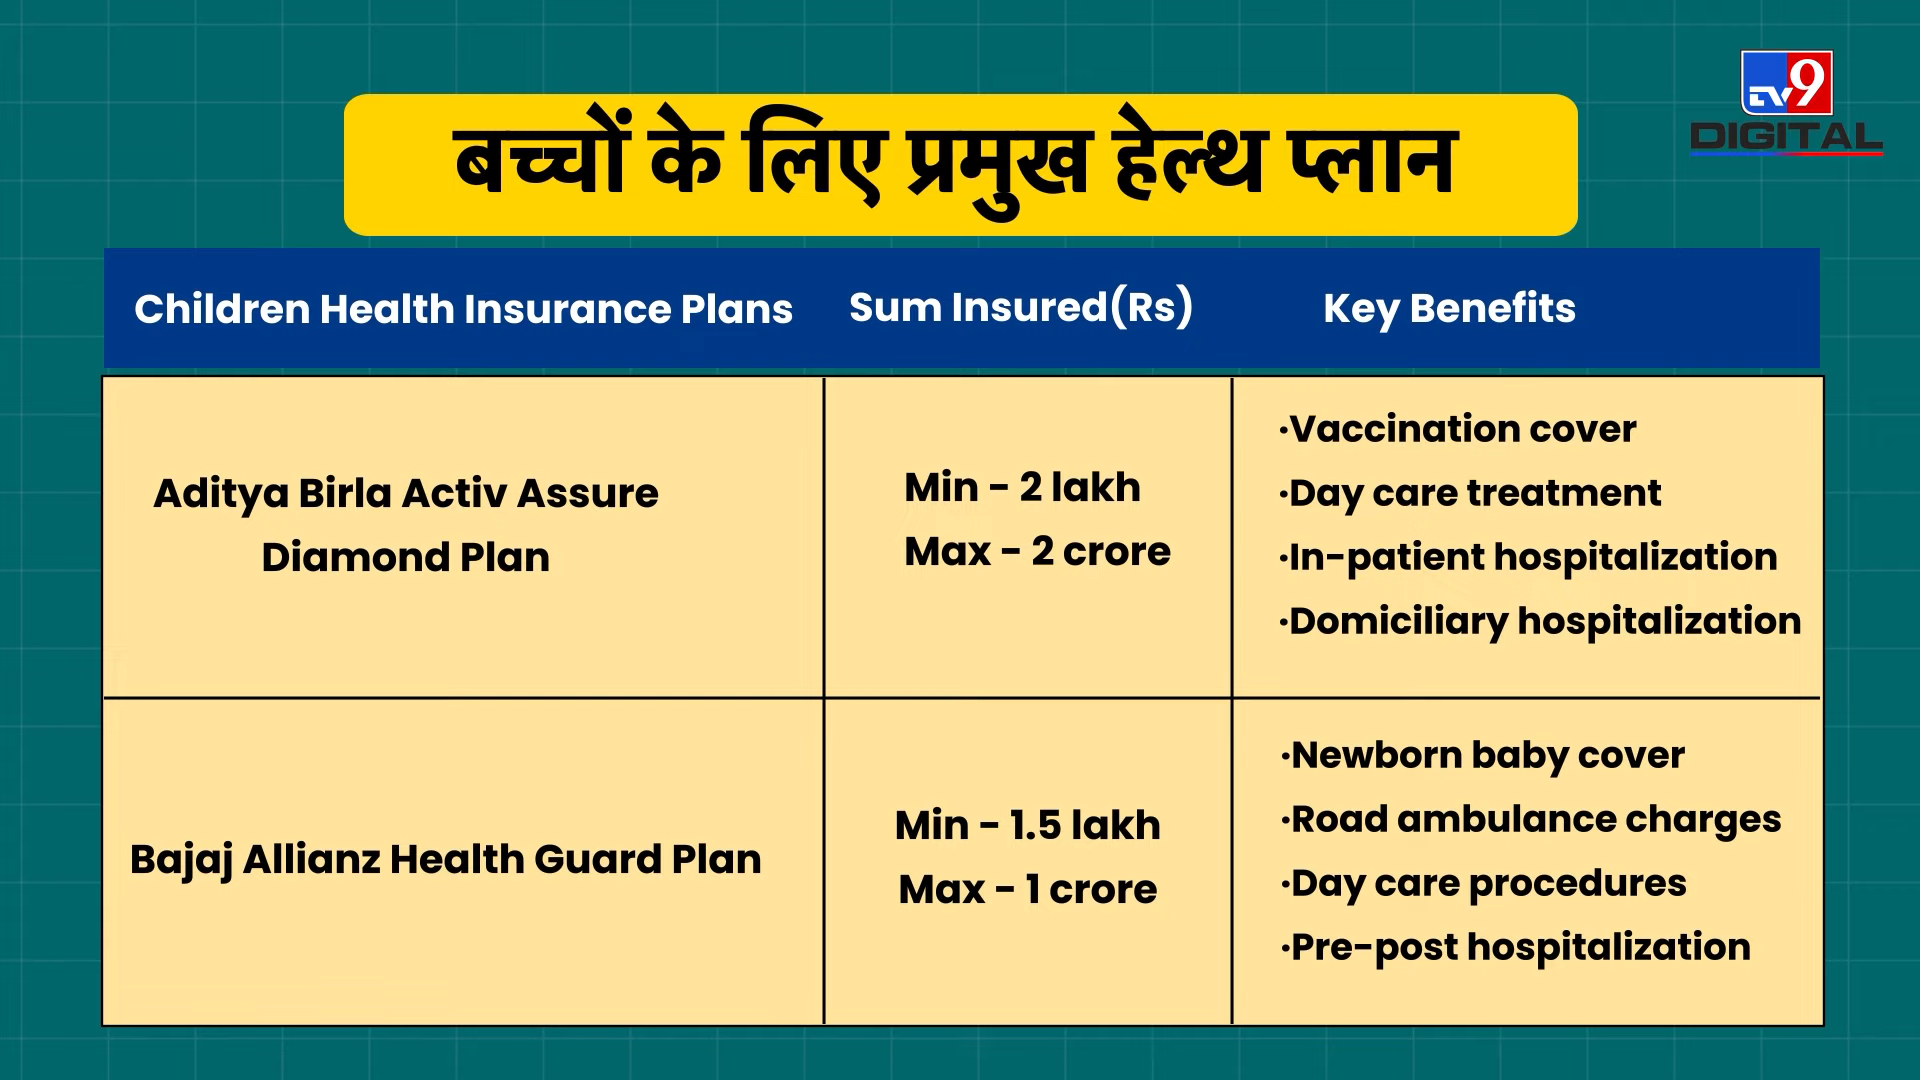 TV9
DIGITAL
बच्चों के लिए प्रमुख हेल्थ प्लान
Children Health Insurance Plans Sum Insured(Rs) Key Benefits
Aditya Birla Activ Assure
Diamond Plan
Min - 2 lakh
Max - 2 crore
·Vaccination cover
·Day care treatment
·In-patient hospitalization
·Domiciliary hospitalization
Bajaj Allianz Health Guard Plan
Min - 1.5 lakh
Max - 1 crore
·Newborn baby cover
·Road ambulance charges
·Day care procedures
·Pre-post hospitalization